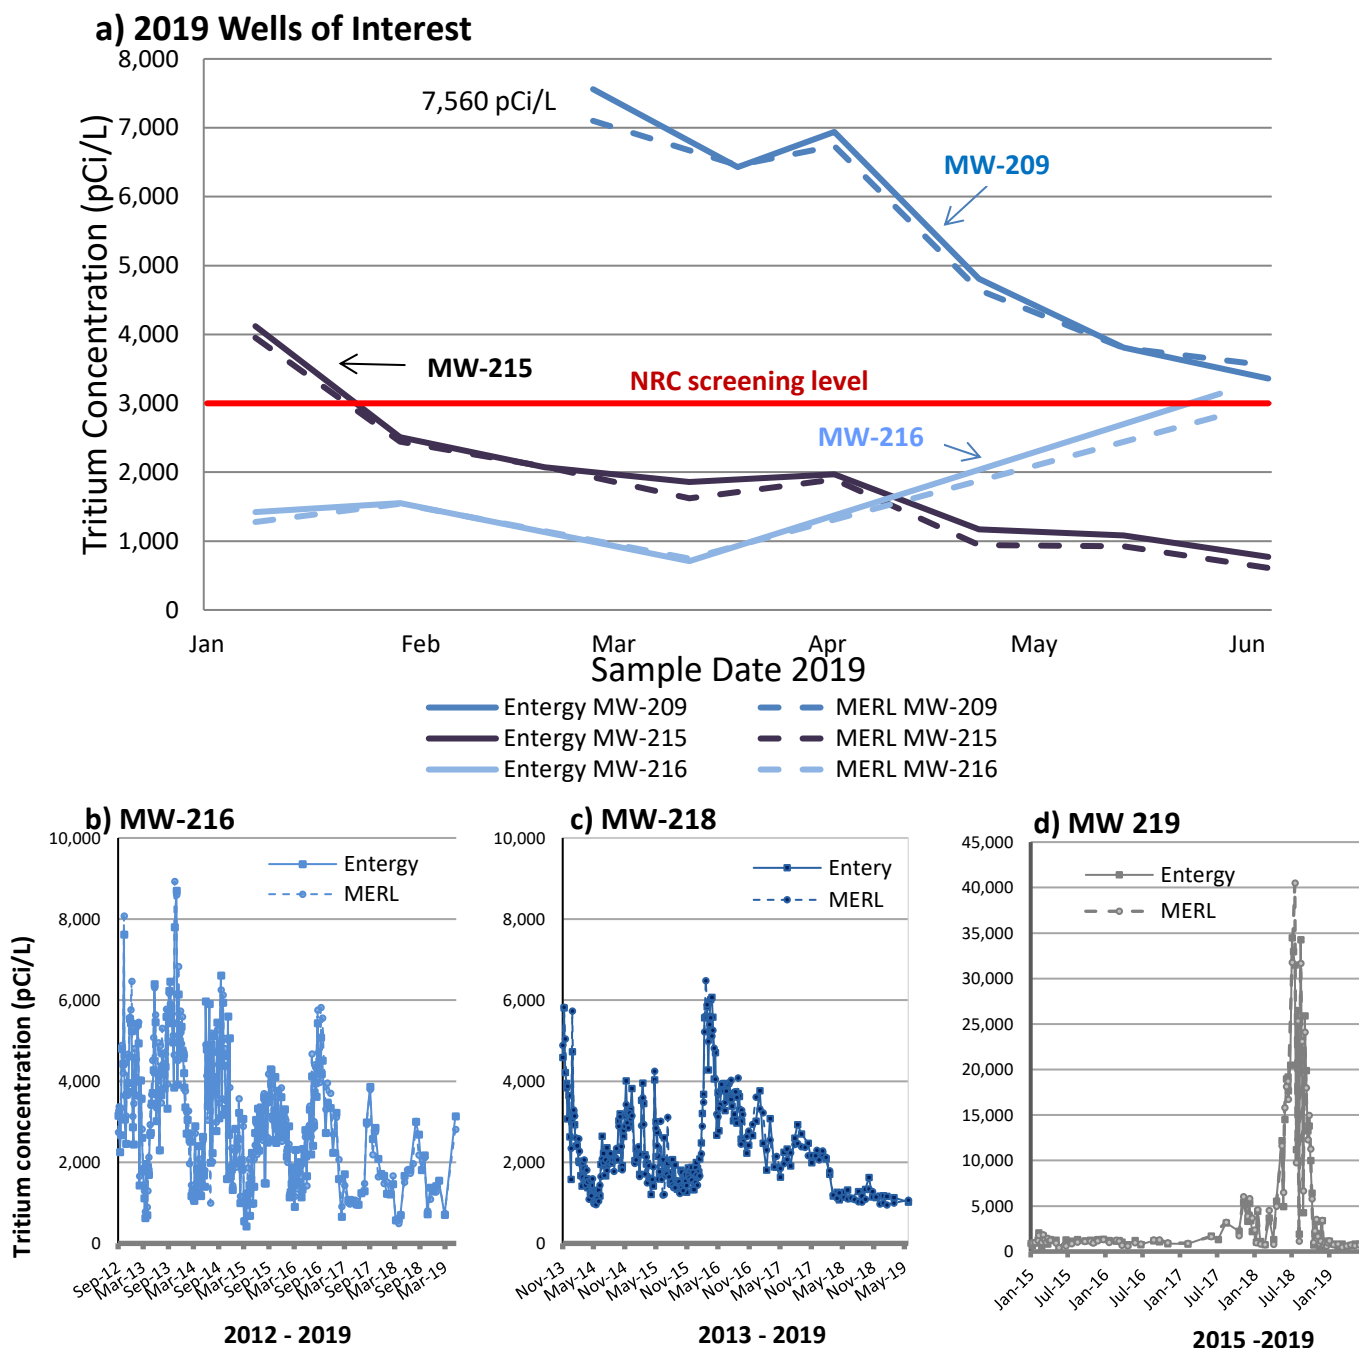 a) 2019 Wells of Interest
8,000
7,000
6,000
5,000
4,000
3,000
2,000
1,000
0
Tritium Concentration (pCi/L)
7,560 pCi/L
MW-209
MW-215
NRC screening level
MW-216
Jan Feb Mar Apr May Jun
Sample Date 2019
Entergy MW-209 MERL MW-209
Entergy MW-215 MERL MW-215
Entergy MW-216 MERL MW-216
b) MW-216
10,000
8,000
6,000
4,000
2,000
0
Tritium concentration (pCi/L)
Entergy
MERL
Sep-12 Mar-13 Sep-13 Mar-14 Sep-14 Mar-15 Sep-15 Mar-16 Sep-16 Mar-17 Sep-17 Mar-18 Sep-18 Mar-19
2012 - 2019
c) MW-218
10,000
8,000
6,000
4,000
2,000
0
Entery
MERL
Nov-13 May-14 Nov-14 May-15 Nov-15 May-16 Nov-16 May-17 Nov-17 May-18 Nov-18 May-19
2013 - 2019
d) MW 219
45,000
40,000
35,000
30,000
25,000
20,000
15,000
10,000
5,000
0
Entergy
MERL
Jan-15 Jul-15 Jan-16 Jul-16 Jan-17 Jul-17 Jan-18 Jul-18 Jan-19
2015 -2019